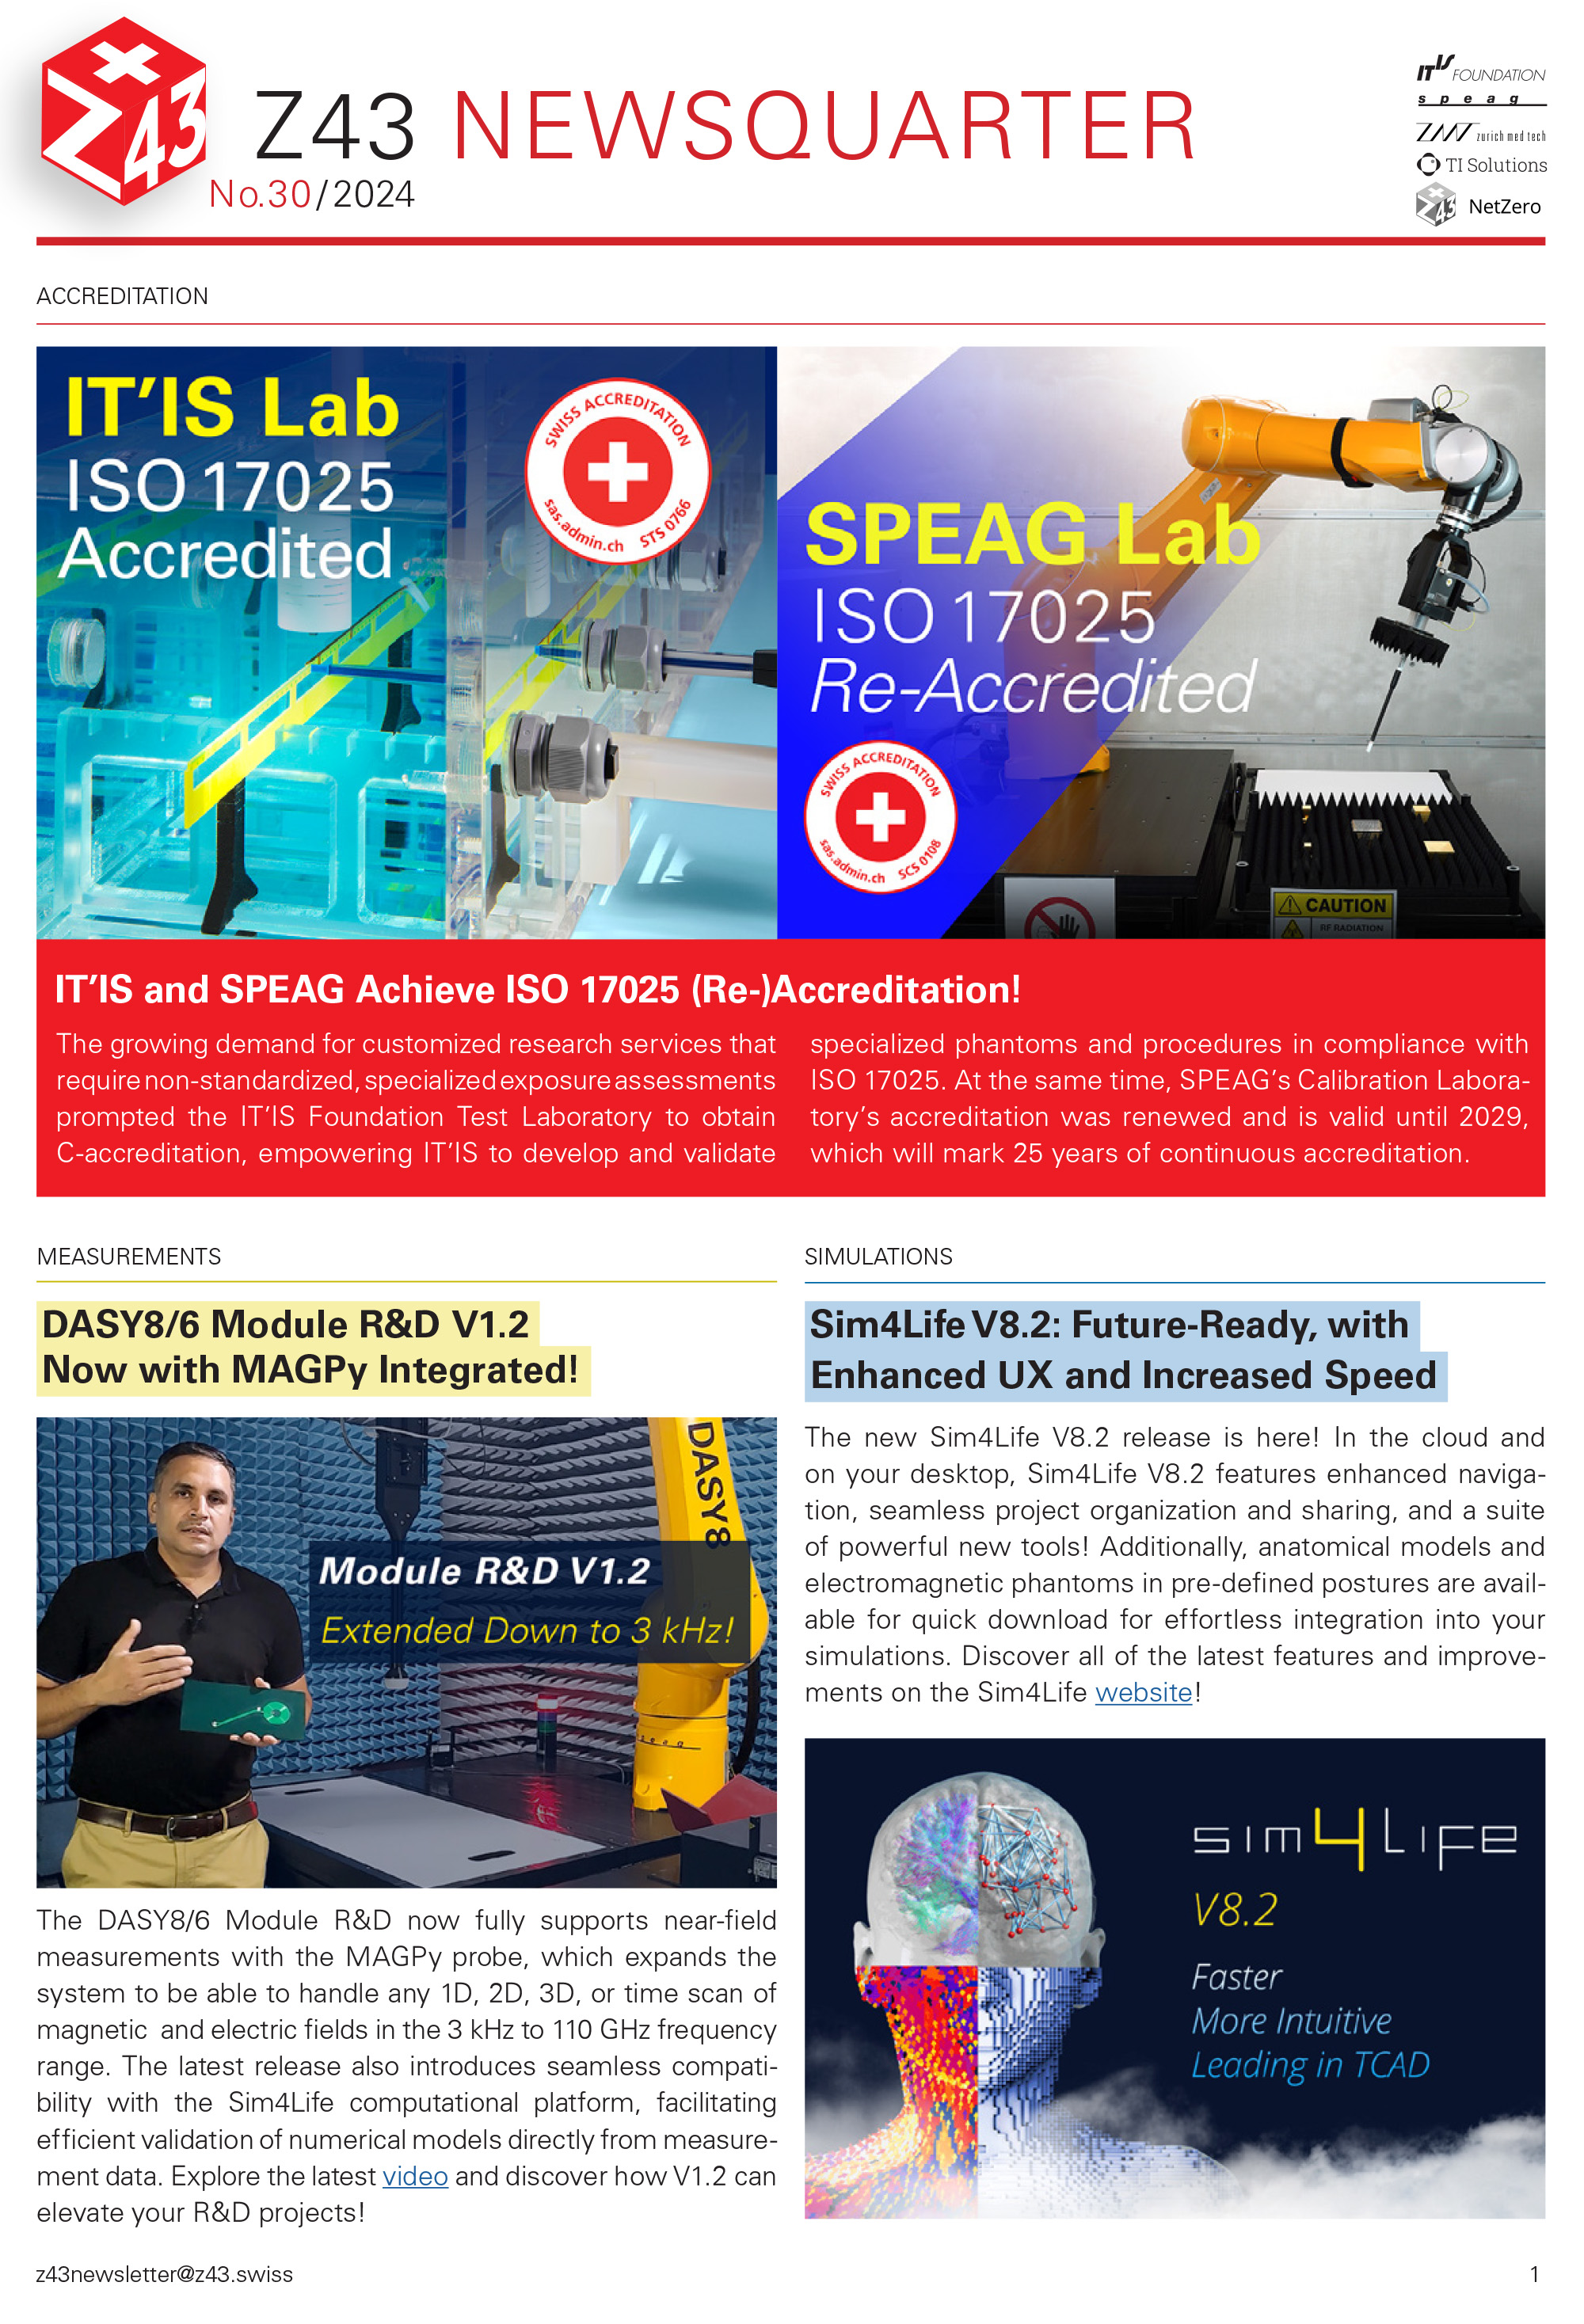 Z43
Z43 NEWSQUARTER
No.30/2024
IT'IS FOUNDATION
speag
ZMT zurich med tech
TI Solutions
Z43 NetZero
ACCREDITATION
IT'IS Lab
ISO 17025
Accredited
SWISS ACCREDITATION
sas.admin.ch STS 0766
SPEAG Lab
ISO 17025
Re-Accredited
SWISS ACCREDITATION
sas.admin.ch SCS 0108
CAUTION
RF RADIATION
IT'IS and SPEAG Achieve ISO 17025 (Re-)Accreditation!
The growing demand for customized research services that
require non-standardized, specialized exposure assessments
prompted the IT'IS Foundation Test Laboratory to obtain
C-accreditation, empowering IT'IS to develop and validate
specialized phantoms and procedures in compliance with
ISO 17025. At the same time, SPEAG's Calibration Labora-
tory's accreditation was renewed and is valid until 2029,
which will mark 25 years of continuous accreditation.
MEASUREMENTS
DASY8/6 Module R&D V1.2
Now with MAGPy Integrated!
DASY8
Module R&D V1.2
Extended Down to 3 kHz!
speag
The DASY8/6 Module R&D now fully supports near-field
measurements with the MAGPy probe, which expands the
system to be able to handle any 1D, 2D, 3D, or time scan of
magnetic and electric fields in the 3 kHz to 110 GHz frequency
range. The latest release also introduces seamless compati-
bility with the Sim4Life computational platform, facilitating
efficient validation of numerical models directly from measure-
ment data. Explore the latest video and discover how V1.2 can
elevate your R&D projects!
SIMULATIONS
Sim4Life V8.2: Future-Ready, with
Enhanced UX and Increased Speed
The new Sim4Life V8.2 release is here! In the cloud and
on your desktop, Sim4Life V8.2 features enhanced naviga-
tion, seamless project organization and sharing, and a suite
of powerful new tools! Additionally, anatomical models and
electromagnetic phantoms in pre-defined postures are avail-
able for quick download for effortless integration into your
simulations. Discover all of the latest features and improve-
ments on the Sim4Life website!
sim4Life
V8.2
Faster
More Intuitive
Leading in TCAD
z43newsletter@z43.swiss
1